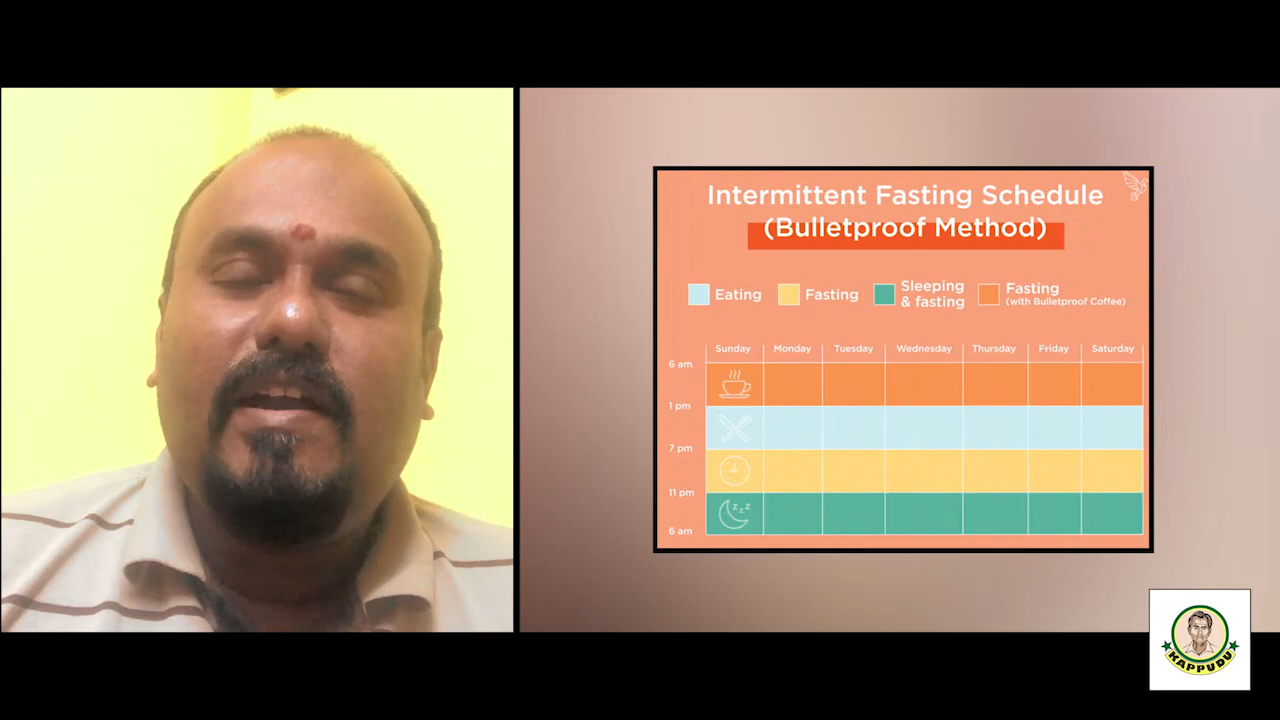 Intermittent Fasting Schedule
(Bulletproof Method)
Eating
Fasting
Sleeping
& fasting
Fasting
(with Bulletproof Coffee)
Sunday Monday Tuesday Wednesday Thursday Friday Saturday
6 am
1 pm
7 pm
11 pm
6 am
KAPPUDU